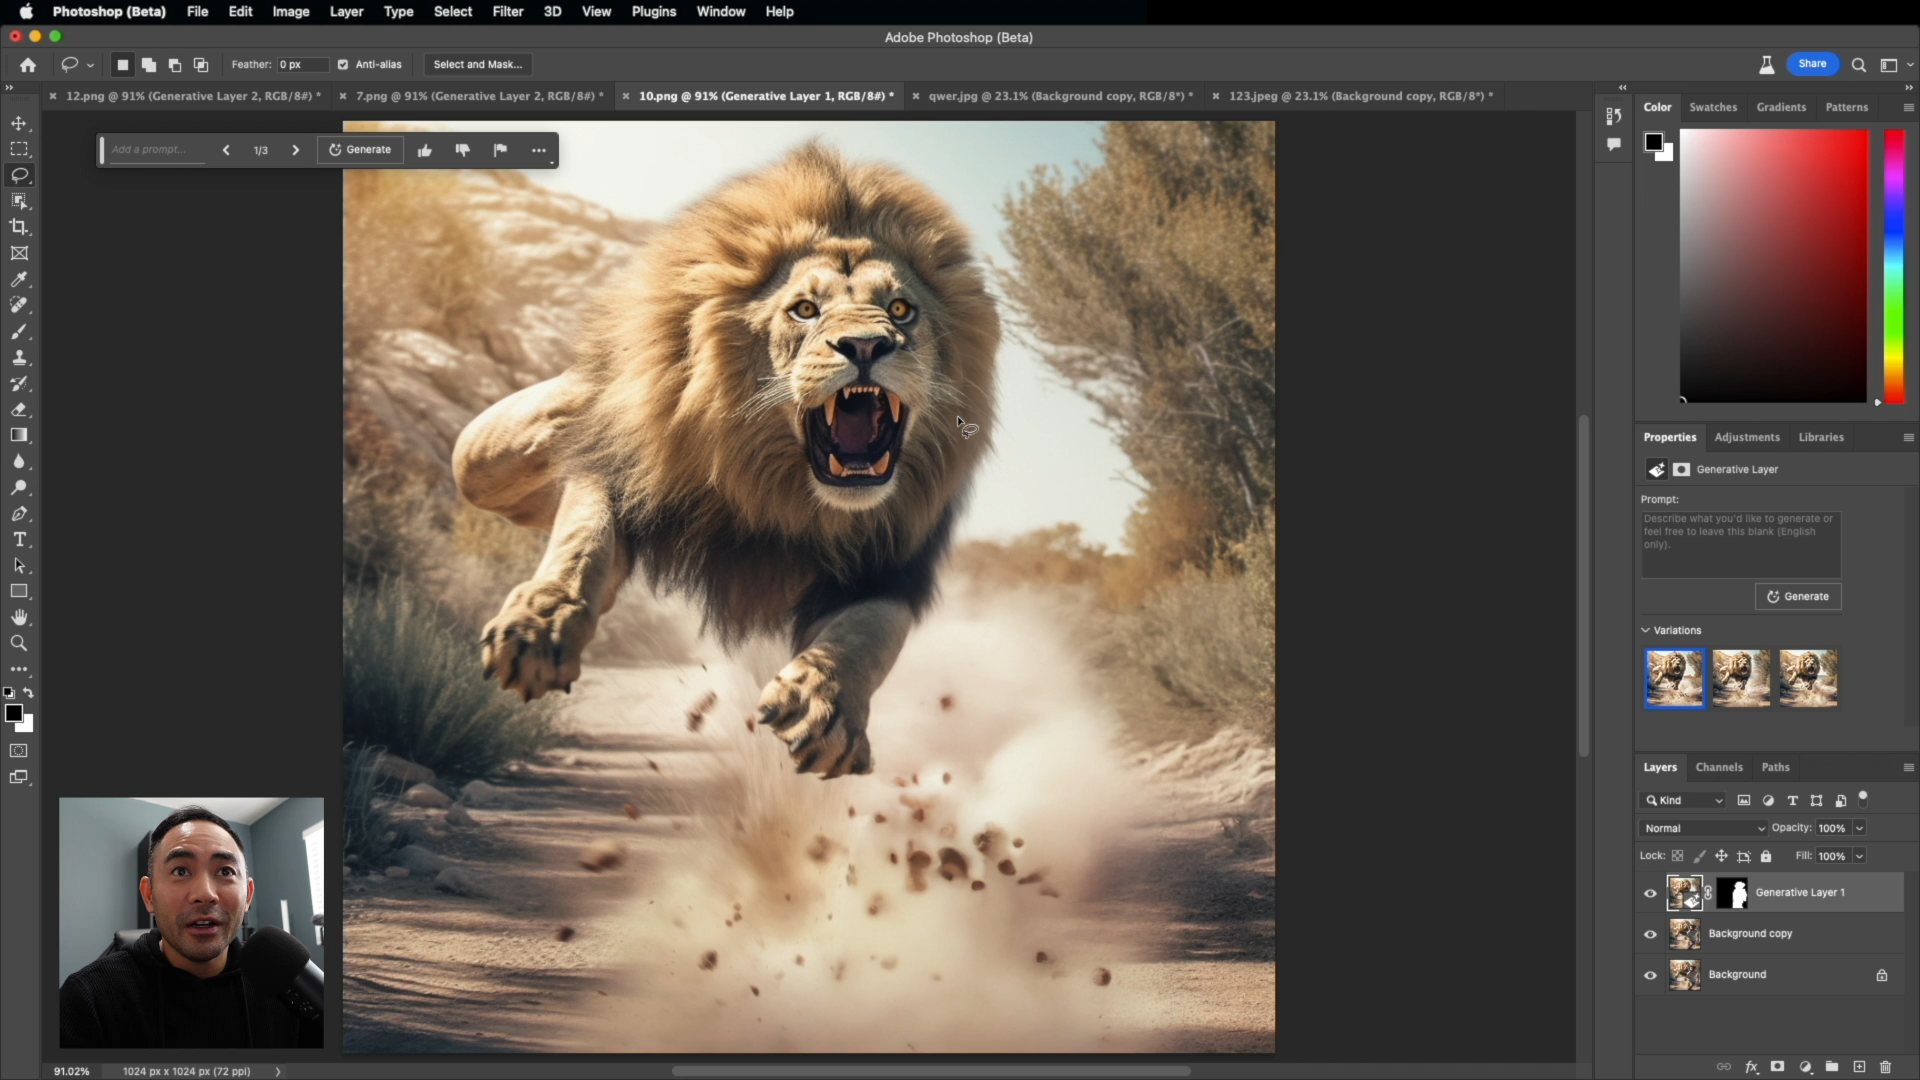 Photoshop (Beta) File Edit Image Layer Type Select Filter 3D View Plugins Window Help
Adobe Photoshop (Beta)
Feather: 0 px Anti-alias Select and Mask... Share
12.png @ 91% (Generative Layer 2, RGB/8#) * 7.png @ 91% (Generative Layer 2, RGB/8#) * 10.png @ 91% (Generative Layer 1, RGB/8#) * qwer.jpg @ 23.1% (Background copy, RGB/8*) * 123.jpeg @ 23.1% (Background copy, RGB/8*) *
Add a prompt... 1/3 Generate
Color Swatches Gradients Patterns
Properties Adjustments Libraries
Generative Layer
Prompt:
Describe what you'd like to generate or
feel free to leave this blank (English
only).
Generate
Variations
Layers Channels Paths
Kind
Normal Opacity: 100%
Lock: Fill: 100%
Generative Layer 1
Background copy
Background
91.02% 1024 px x 1024 px (72 ppi)